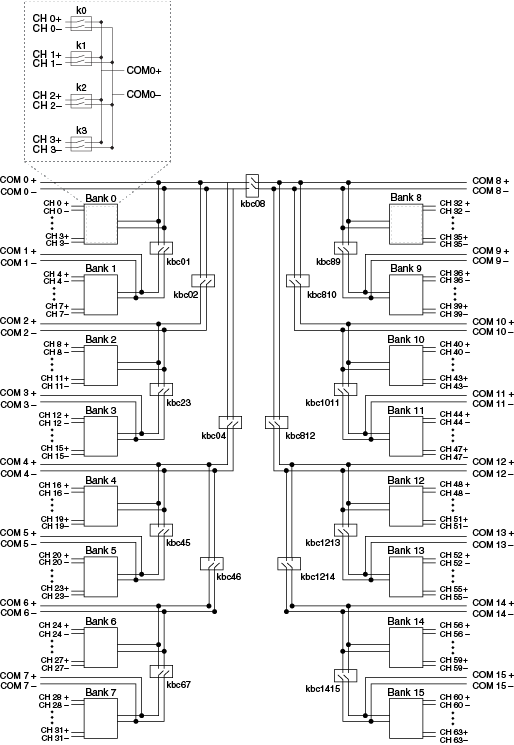 k0
CH 0+
CH 0–
k1
CH 1+
CH 1–
COM0+
k2
CH 2+
CH 2–
COM0–
k3
CH 3+
CH 3–
COM 0 +
COM 0 –
kbc08
COM 8 +
COM 8 –
Bank 0
CH 0 +
CH 0 –
CH 3 +
CH 3 –
Bank 8
CH 32 +
CH 32 –
CH 35 +
CH 35 –
COM 1 +
COM 1 –
kbc01
kbc89
COM 9 +
COM 9 –
Bank 1
CH 4 +
CH 4 –
CH 7 +
CH 7 –
kbc02
kbc810
Bank 9
CH 36 +
CH 36 –
CH 39 +
CH 39 –
COM 2 +
COM 2 –
COM 10 +
COM 10 –
Bank 2
CH 8 +
CH 8 –
CH 11 +
CH 11 –
Bank 10
CH 40 +
CH 40 –
CH 43 +
CH 43 –
COM 3 +
COM 3 –
kbc23
kbc1011
COM 11 +
COM 11 –
Bank 3
CH 12 +
CH 12 –
CH 15 +
CH 15 –
kbc04
kbc812
Bank 11
CH 44 +
CH 44 –
CH 47 +
CH 47 –
COM 4 +
COM 4 –
COM 12 +
COM 12 –
Bank 4
CH 16 +
CH 16 –
CH 19 +
CH 19 –
Bank 12
CH 48 +
CH 48 –
CH 51 +
CH 51 –
COM 5 +
COM 5 –
kbc45
kbc1213
COM 13 +
COM 13 –
Bank 5
CH 20 +
CH 20 –
CH 23 +
CH 23 –
kbc46
kbc1214
Bank 13
CH 52 +
CH 52 –
CH 55 +
CH 55 –
COM 6 +
COM 6 –
COM 14 +
COM 14 –
Bank 6
CH 24 +
CH 24 –
CH 27 +
CH 27 –
Bank 14
CH 56 +
CH 56 –
CH 59 +
CH 59 –
COM 7 +
COM 7 –
kbc67
kbc1415
COM 15 +
COM 15 –
Bank 7
CH 28 +
CH 28 –
CH 31 +
CH 31 –
Bank 15
CH 60 +
CH 60 –
CH 63 +
CH 63 –